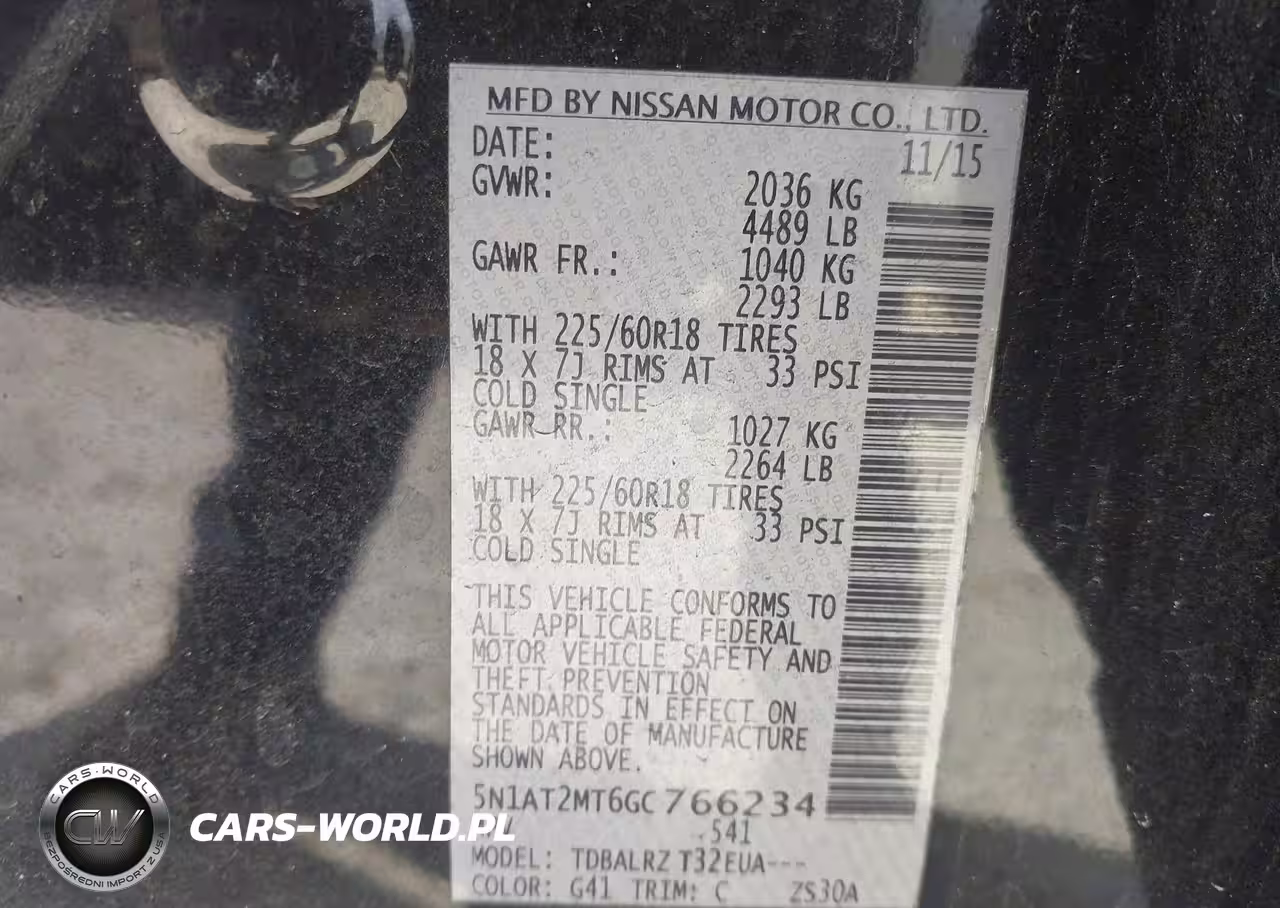 MFD BY NISSAN MOTOR CO., LTD.
DATE: 11/15
GVWR: 2036 KG
4489 LB
GAWR FR.: 1040 KG
2293 LB
WITH 225/60R18 TIRES
18 X 7J RIMS AT 33 PSI
COLD SINGLE
GAWR RR.: 1027 KG
2264 LB
WITH 225/60R18 TIRES
18 X 7J RIMS AT 33 PSI
COLD SINGLE
THIS VEHICLE CONFORMS TO
ALL APPLICABLE FEDERAL
MOTOR VEHICLE SAFETY AND
THEFT PREVENTION
STANDARDS IN EFFECT ON
THE DATE OF MANUFACTURE
SHOWN ABOVE.
5N1AT2MT6GC766234
541
MODEL: TDBALRZ T32EUA---
COLOR: G41 TRIM: C ZS30A
CARS-WORLD
CW
BEZPOŚREDNI IMPORT Z USA
CARS-WORLD.PL